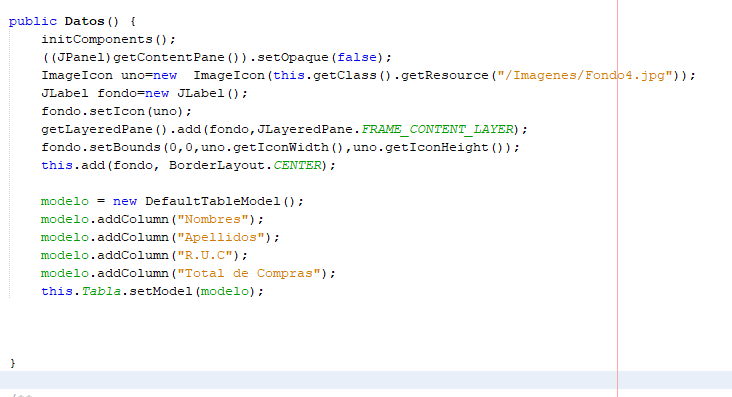 public Datos() {
    initComponents();
    ((JPanel)getContentPane()).setOpaque(false);
    ImageIcon uno=new  ImageIcon(this.getClass().getResource("/Imagenes/Fondo4.jpg"));
    JLabel fondo=new JLabel();
    fondo.setIcon(uno);
    getLayeredPane().add(fondo,JLayeredPane.FRAME_CONTENT_LAYER);
    fondo.setBounds(0,0,uno.getIconWidth(),uno.getIconHeight());
    this.add(fondo, BorderLayout.CENTER);
    modelo = new DefaultTableModel();
    modelo.addColumn("Nombres");
    modelo.addColumn("Apellidos");
    modelo.addColumn("R.U.C");
    modelo.addColumn("Total de Compras");
    this.Tabla.setModel(modelo);
}